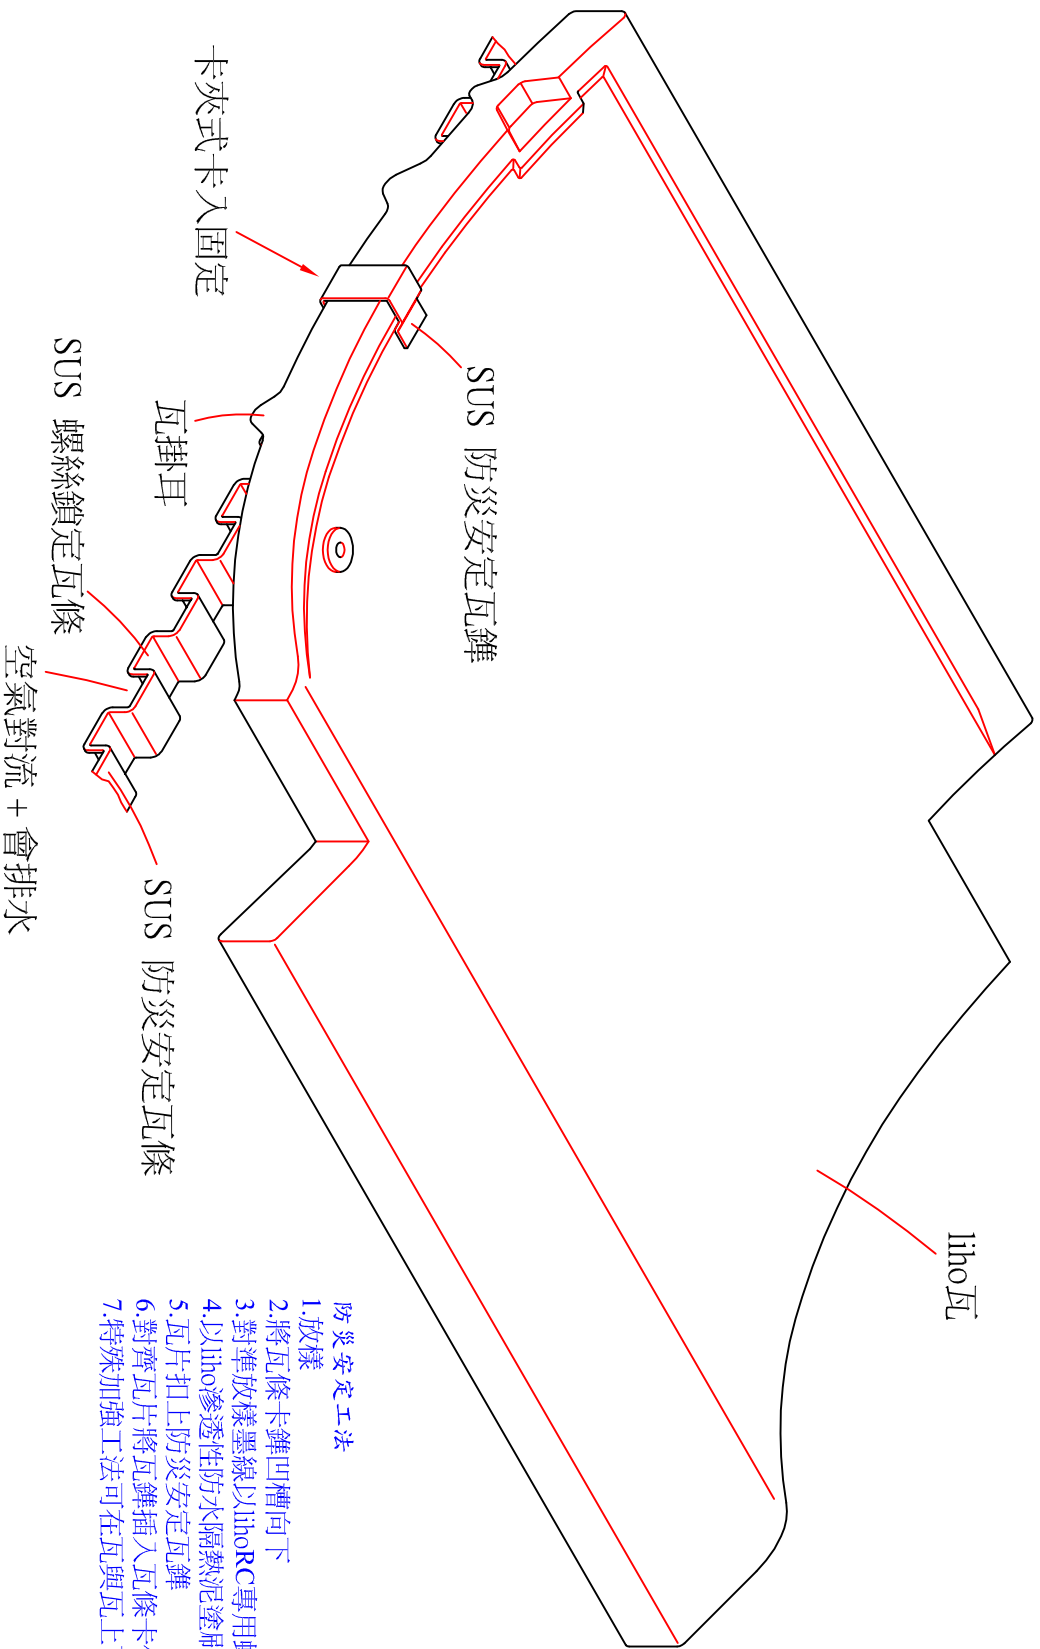 liho瓦
SUS 防災安定瓦錐
卡夾式卡入固定
瓦掛耳
SUS 螺絲鎖定瓦條
空氣對流 + 會排水
SUS 防災安定瓦條
防災安定工法
1.放樣
2.將瓦條卡錐凹槽向下
3.對準放樣墨線以lihoRC專用
4.以liho滲透性防水隔熱泥塗
5.瓦片扣上防災安定瓦錐
6.對齊瓦片將瓦錐插入瓦條卡
7.特殊加強工法可在瓦與瓦上